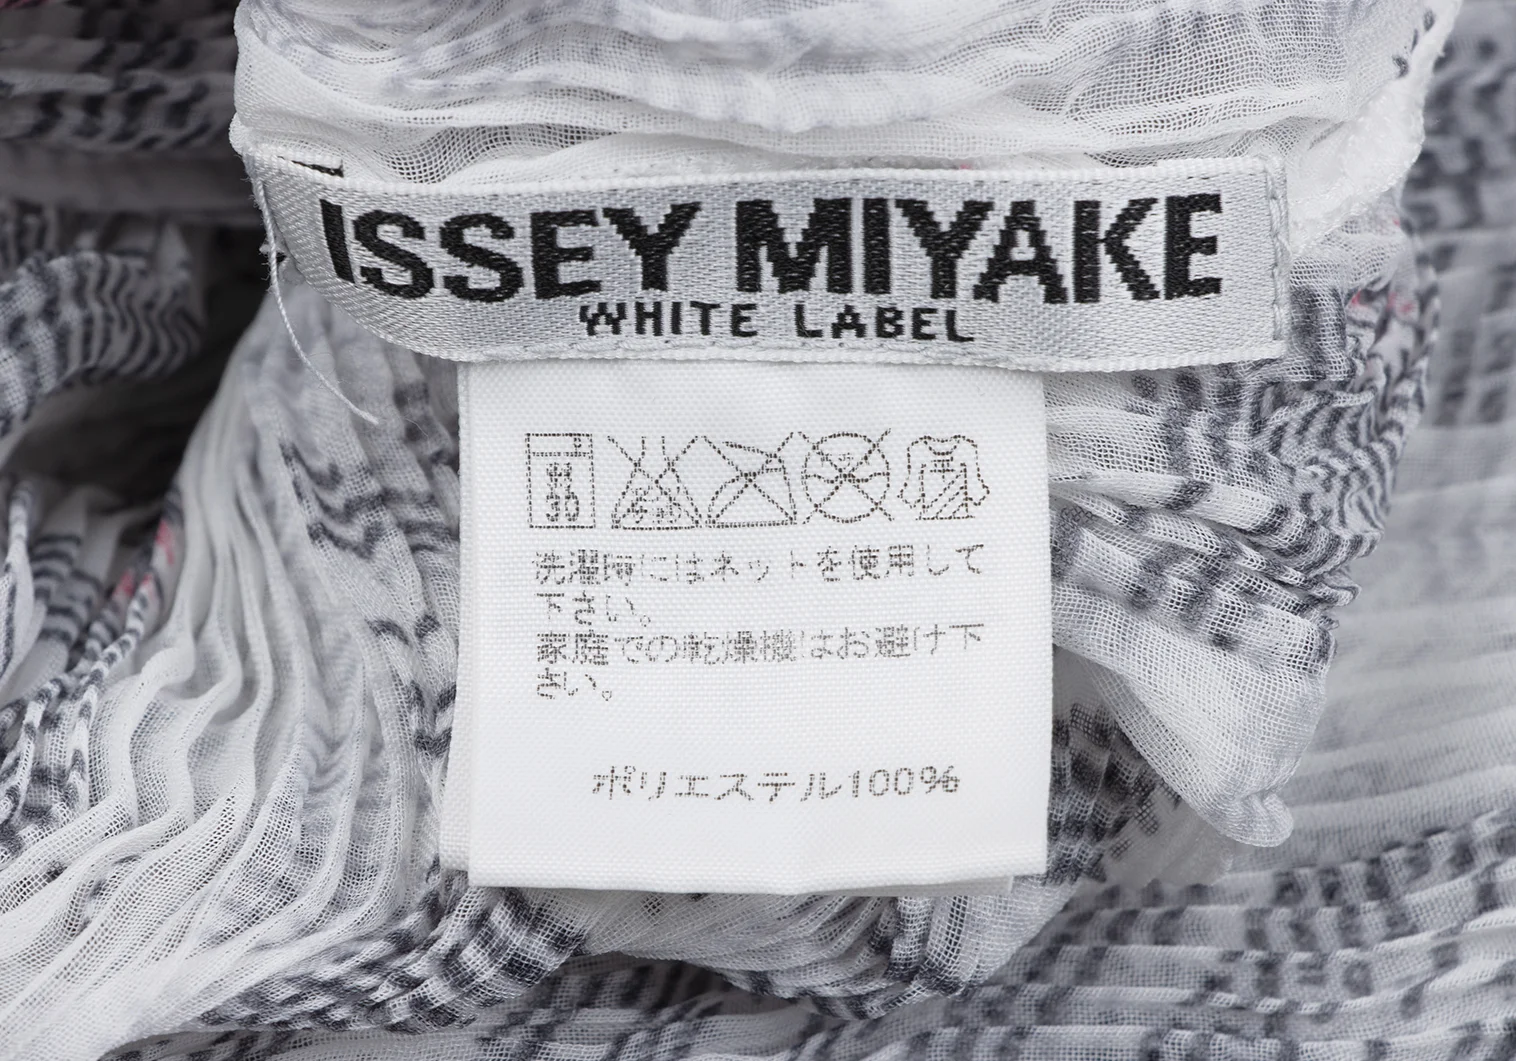 ISSEY MIYAKE
WHITE LABEL
弱
30
洗濯時にはネットを使用して
下さい。
家庭での乾燥機はお避け下
さい。
ポリエステル100%